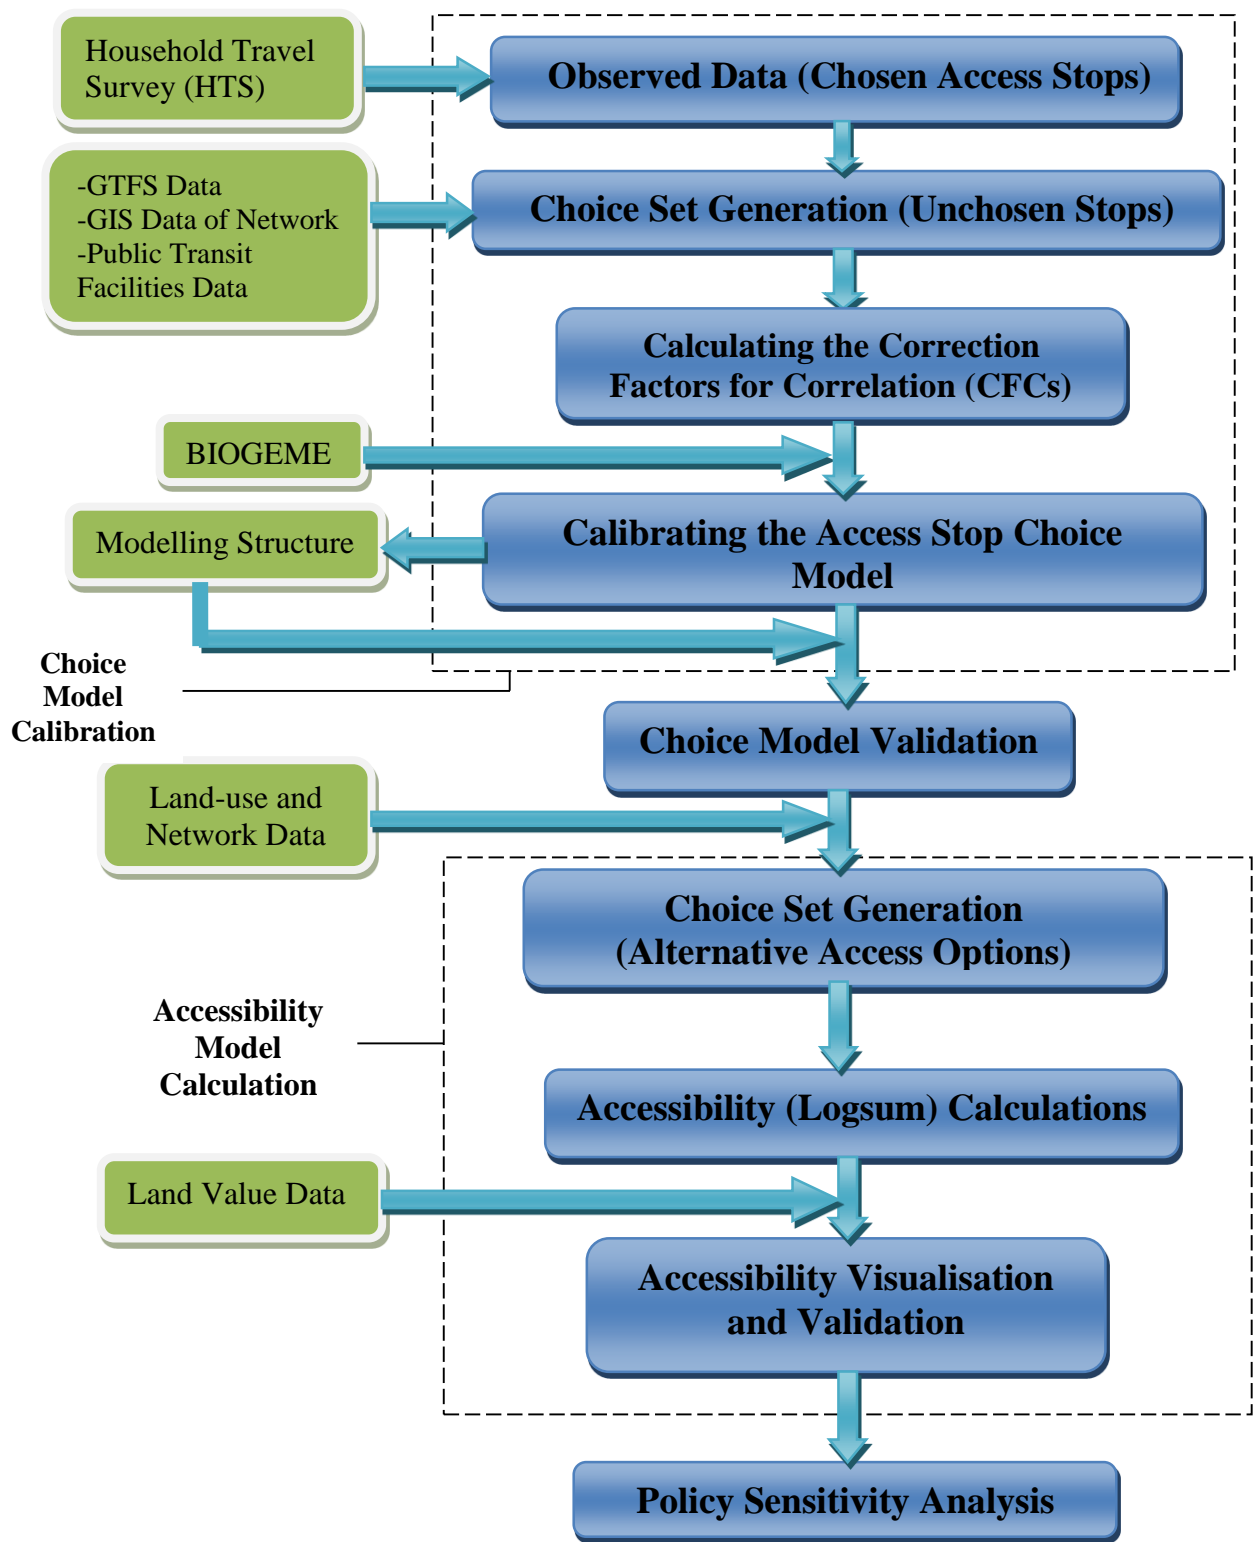 Household Travel
Survey (HTS)
Observed Data (Chosen Access Stops)
-GTFS Data
-GIS Data of Network
-Public Transit
Facilities Data
Choice Set Generation (Unchosen Stops)
Calculating the Correction
Factors for Correlation (CFCs)
BIOGEME
Modelling Structure
Calibrating the Access Stop Choice
Model
Choice
Model
Calibration
Choice Model Validation
Land-use and
Network Data
Choice Set Generation
(Alternative Access Options)
Accessibility
Model
Calculation
Accessibility (Logsum) Calculations
Land Value Data
Accessibility Visualisation
and Validation
Policy Sensitivity Analysis